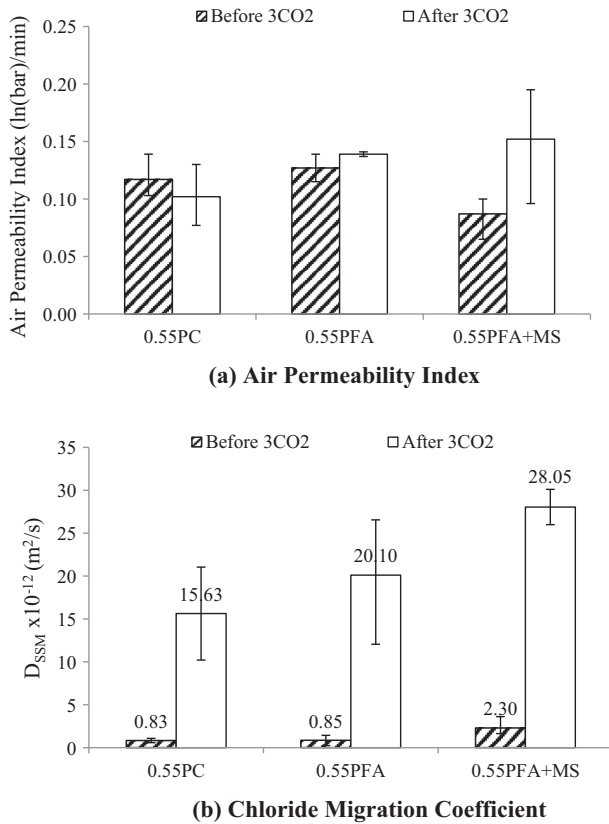 Before 3CO2 After 3CO2
Air Permeability Index (ln(bar)/min)
0.25
0.20
0.15
0.10
0.05
0.00
0.55PC 0.55PFA 0.55PFA+MS
(a) Air Permeability Index
Before 3CO2 After 3CO2
D_SSM x10^-12 (m^2/s)
35
30
25
20
15
10
5
0
0.83 15.63 0.85 20.10 2.30 28.05
0.55PC 0.55PFA 0.55PFA+MS
(b) Chloride Migration Coefficient